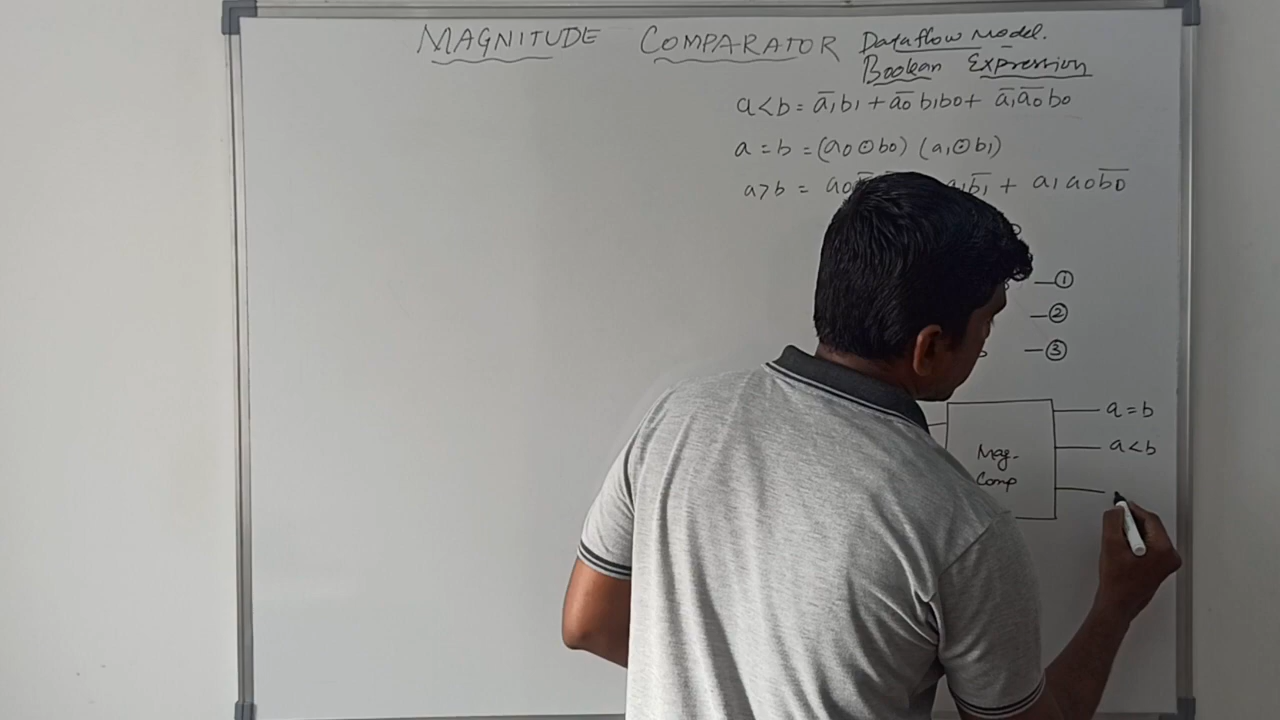 MAGNITUDE COMPARATOR Dataflow Model.
Boolean Expression
a<b = a̅₁b₁ + a̅₀b₁b₀ + a̅₁a̅₀b₀
a = b = (a₀⊙b₀) (a₁⊙b₁)
a>b = a₀ b̅₁ + a₁a₀b̅₀
—①
—②
—③
a = b
a < b
Mag-
Comp